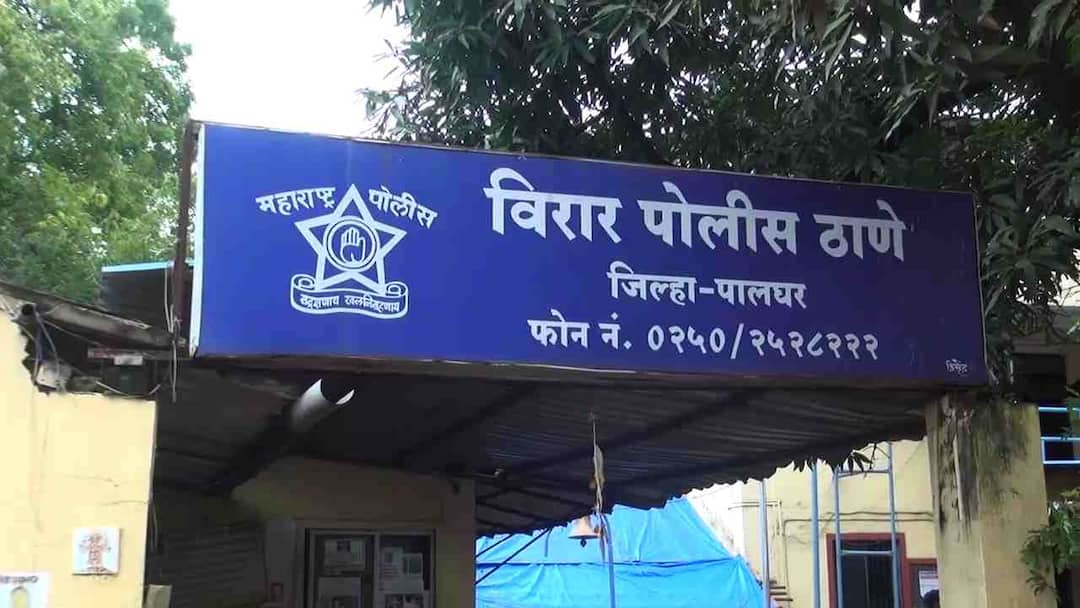 महाराष्ट्र पोलीस
सद्रक्षणाय खलनिग्रहणाय
विरार पोलीस ठाणे
जिल्हा-पालघर
फोन नं. ०२५०/२५२८२२२